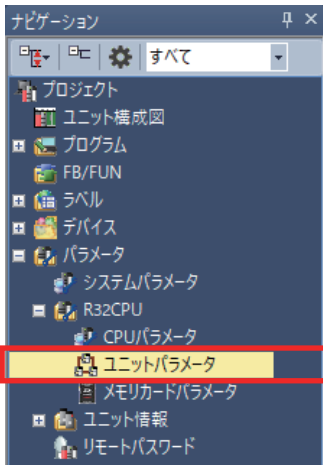 ナビゲーション
すべて
プロジェクト
ユニット構成図
プログラム
FB/FUN
ラベル
デバイス
パラメータ
システムパラメータ
R32CPU
CPUパラメータ
ユニットパラメータ
メモリカードパラメータ
ユニット情報
リモートパスワード